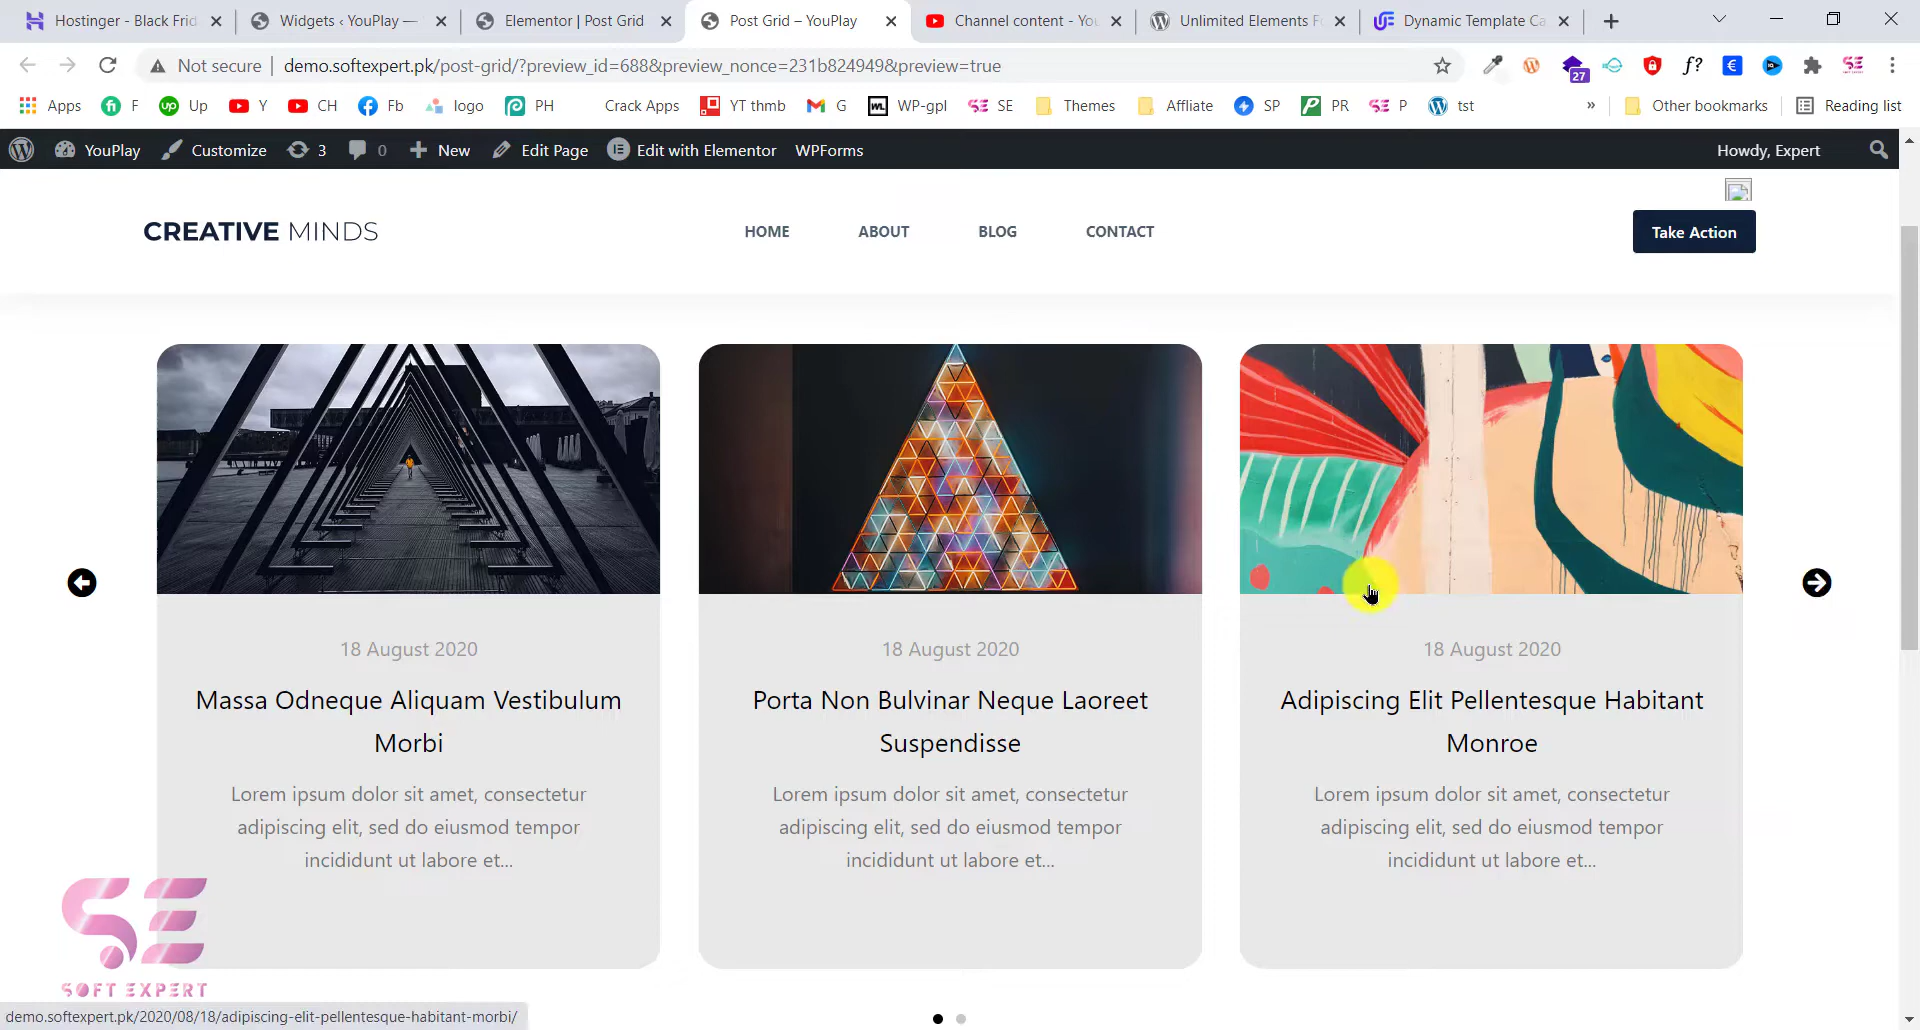 Hostinger - Black Frid
Widgets ‹ YouPlay —
Elementor | Post Grid
Post Grid – YouPlay
Channel content - You
Unlimited Elements Fo
Dynamic Template Ca
Not secure
demo.softexpert.pk/post-grid/?preview_id=688&preview_nonce=231b824949&preview=true
27
f?
Apps
F
up Up
Y
CH
Fb
logo
PH
Crack Apps
YT thmb
G
WP-gpl
SE
Themes
Affliate
SP
PR
P
tst
»
Other bookmarks
Reading list
YouPlay
Customize
3
0
New
Edit Page
Edit with Elementor
WPForms
Howdy, Expert
CREATIVE MINDS
HOME
ABOUT
BLOG
CONTACT
Take Action
18 August 2020
Massa Odneque Aliquam Vestibulum
Morbi
Lorem ipsum dolor sit amet, consectetur
adipiscing elit, sed do eiusmod tempor
incididunt ut labore et...
18 August 2020
Porta Non Bulvinar Neque Laoreet
Suspendisse
Lorem ipsum dolor sit amet, consectetur
adipiscing elit, sed do eiusmod tempor
incididunt ut labore et...
18 August 2020
Adipiscing Elit Pellentesque Habitant
Monroe
Lorem ipsum dolor sit amet, consectetur
adipiscing elit, sed do eiusmod tempor
incididunt ut labore et...
SE
SOFT EXPERT
demo.softexpert.pk/2020/08/18/adipiscing-elit-pellentesque-habitant-morbi/